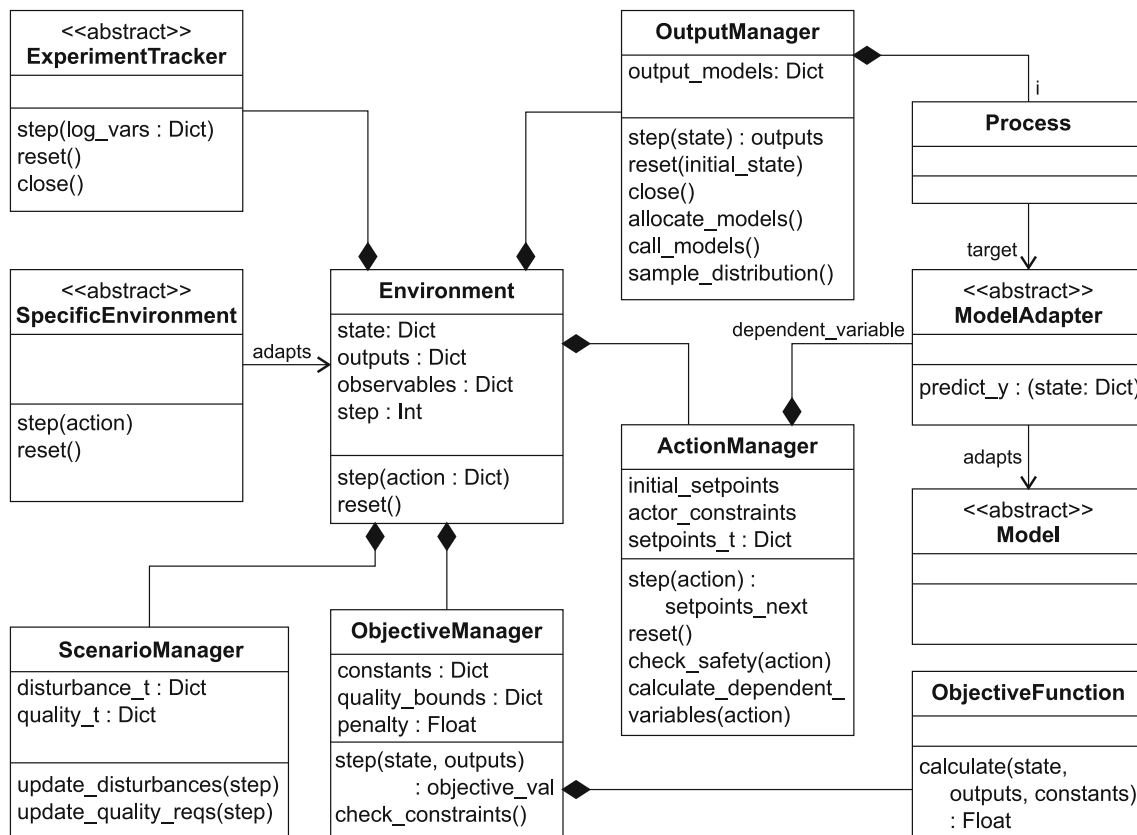 <<abstract>>
ExperimentTracker
step(log_vars : Dict)
reset()
close()
OutputManager
output_models: Dict
step(state) : outputs
reset(initial_state)
close()
allocate_models()
call_models()
sample_distribution()
i
Process
target
<<abstract>>
SpecificEnvironment
step(action)
reset()
adapts
Environment
state: Dict
outputs : Dict
observables : Dict
step : Int
step(action : Dict)
reset()
dependent_variable
<<abstract>>
ModelAdapter
predict_y : (state: Dict)
adapts
ActionManager
initial_setpoints
actor_constraints
setpoints_t : Dict
step(action) :
setpoints_next
reset()
check_safety(action)
calculate_dependent_
variables(action)
<<abstract>>
Model
ScenarioManager
disturbance_t : Dict
quality_t : Dict
update_disturbances(step)
update_quality_reqs(step)
ObjectiveManager
constants : Dict
quality_bounds : Dict
penalty : Float
step(state, outputs)
: objective_val
check_constraints()
ObjectiveFunction
calculate(state,
outputs, constants)
: Float